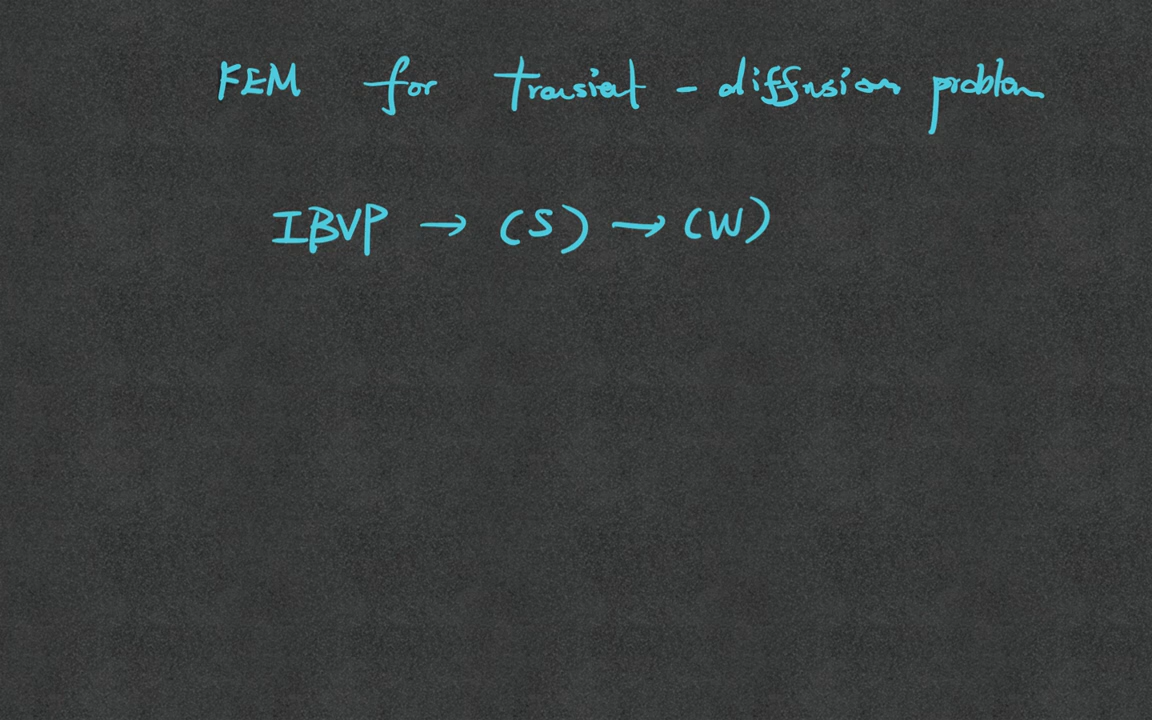 FEM for transient - diffusion problem
IBVP → (S) → (W)